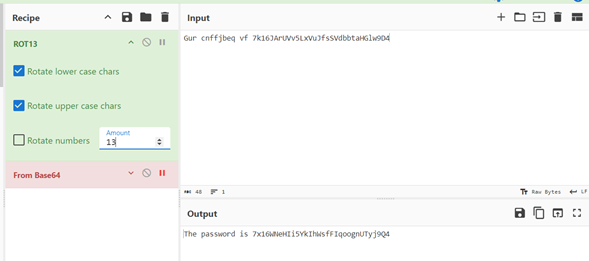 Recipe
ROT13
Rotate lower case chars
Rotate upper case chars
Rotate numbers
Amount
13
From Base64
Input
Gur cnffjbeq vf 7k16JArUVv5LxVuJfsSVdbbtaHGlw9D4
48
1
Raw Bytes
LF
Output
The password is 7x16WNeHIi5YkIhWsfFIqoognUTyj9Q4